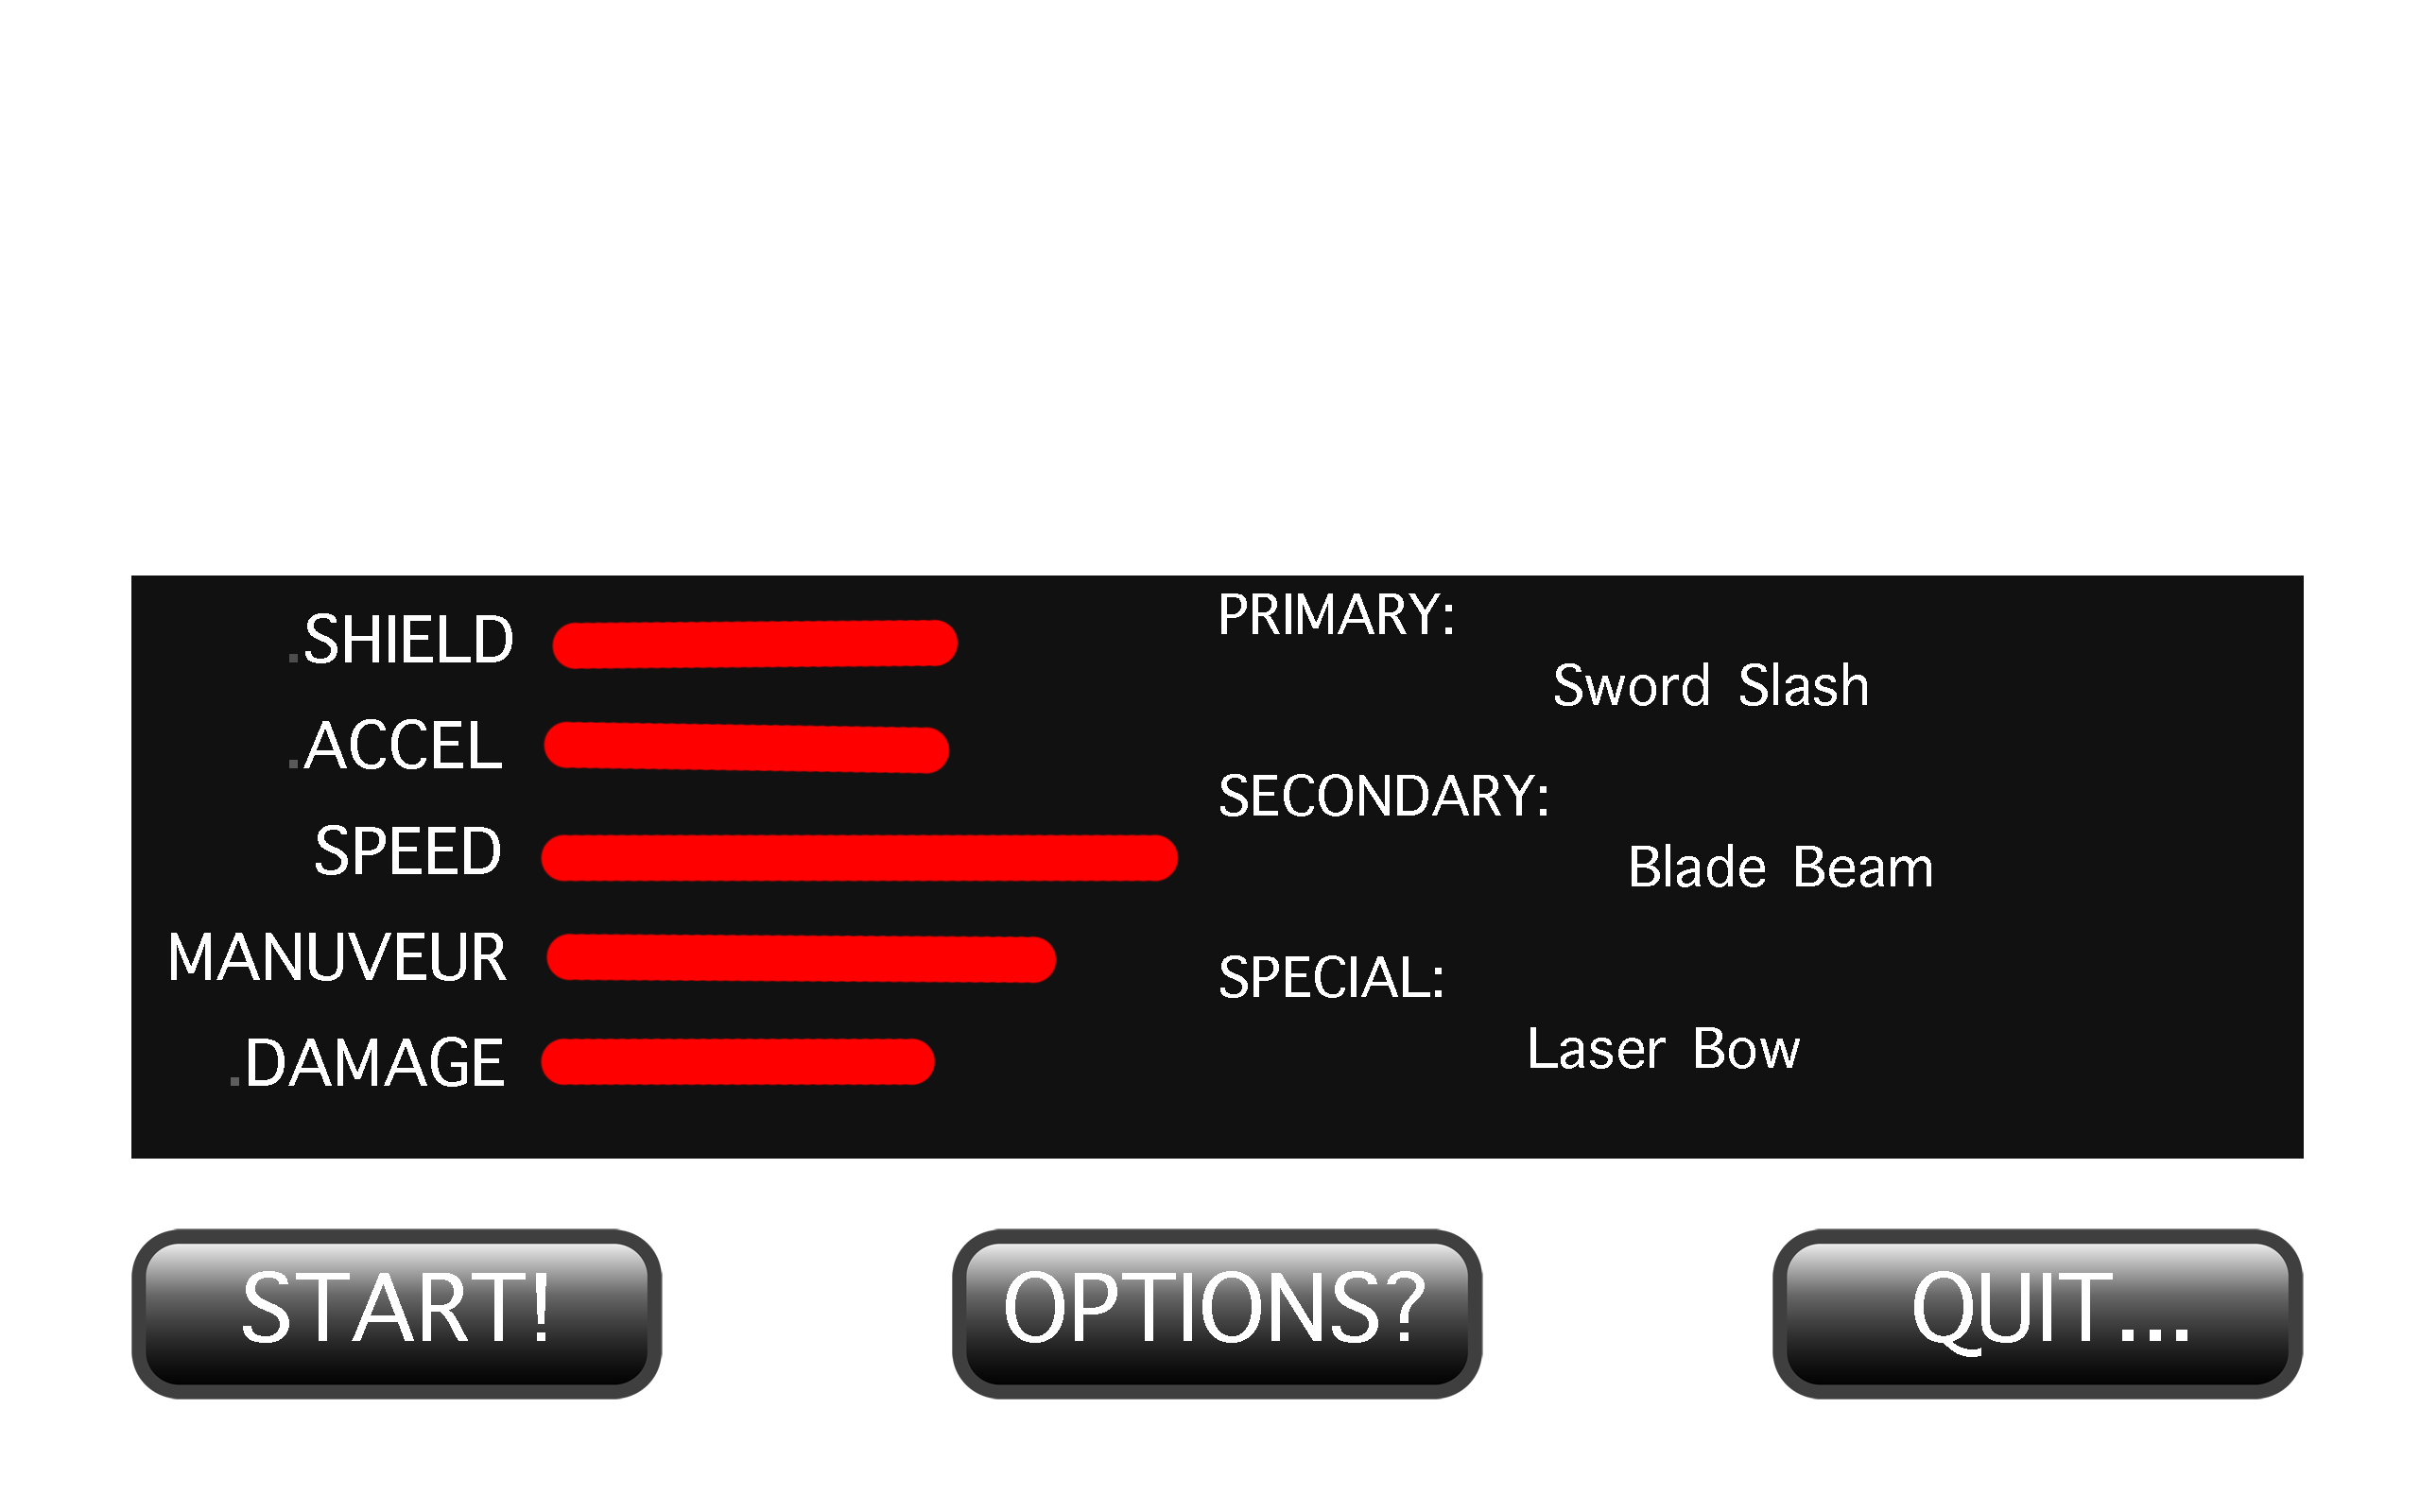 .SHIELD
.ACCEL
SPEED
MANUVEUR
.DAMAGE
PRIMARY:
Sword Slash
SECONDARY:
Blade Beam
SPECIAL:
Laser Bow
START!
OPTIONS?
QUIT...